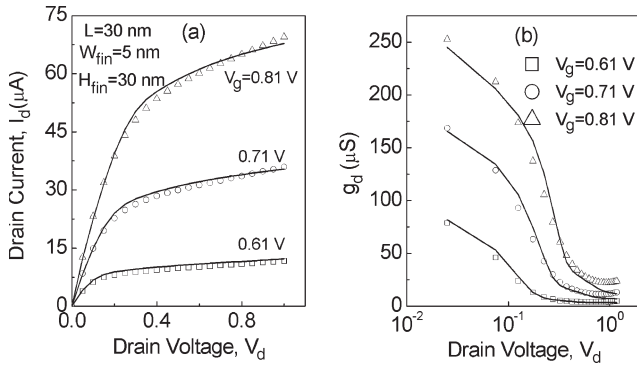 75
60
45
30
15
0
0.0
0.4
0.8
Drain Current, I_d(μA)
Drain Voltage, V_d
L=30 nm
W_fin=5 nm
H_fin=30 nm
(a)
V_g=0.81 V
0.71 V
0.61 V
250
200
150
100
50
0
10^-2
10^-1
10^0
g_d (μS)
Drain Voltage, V_d
(b)
V_g=0.61 V
V_g=0.71 V
V_g=0.81 V